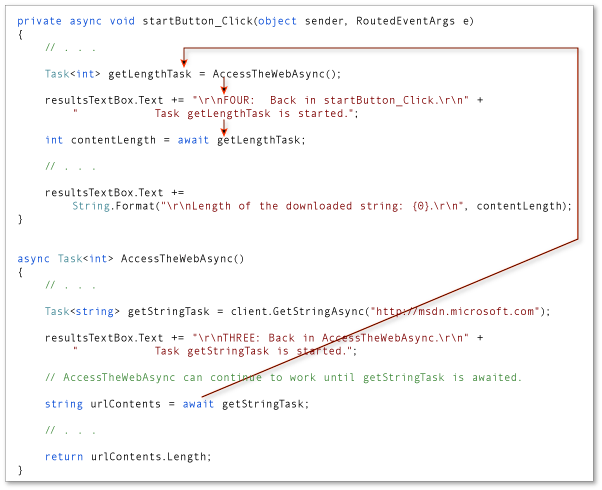 private async void startButton_Click(object sender, RoutedEventArgs e)
{
// . . .
Task<int> getLengthTask = AccessTheWebAsync();
resultsTextBox.Text += "\r\nFOUR:  Back in startButton_Click.\r\n" +
"           Task getLengthTask is started.";
int contentLength = await getLengthTask;
// . . .
resultsTextBox.Text +=
String.Format("\r\nLength of the downloaded string: {0}.\r\n", contentLength);
}
async Task<int> AccessTheWebAsync()
{
// . . .
Task<string> getStringTask = client.GetStringAsync("http://msdn.microsoft.com");
resultsTextBox.Text += "\r\nTHREE: Back in AccessTheWebAsync.\r\n" +
"           Task getStringTask is started.";
// AccessTheWebAsync can continue to work until getStringTask is awaited.
string urlContents = await getStringTask;
// . . .
return urlContents.Length;
}